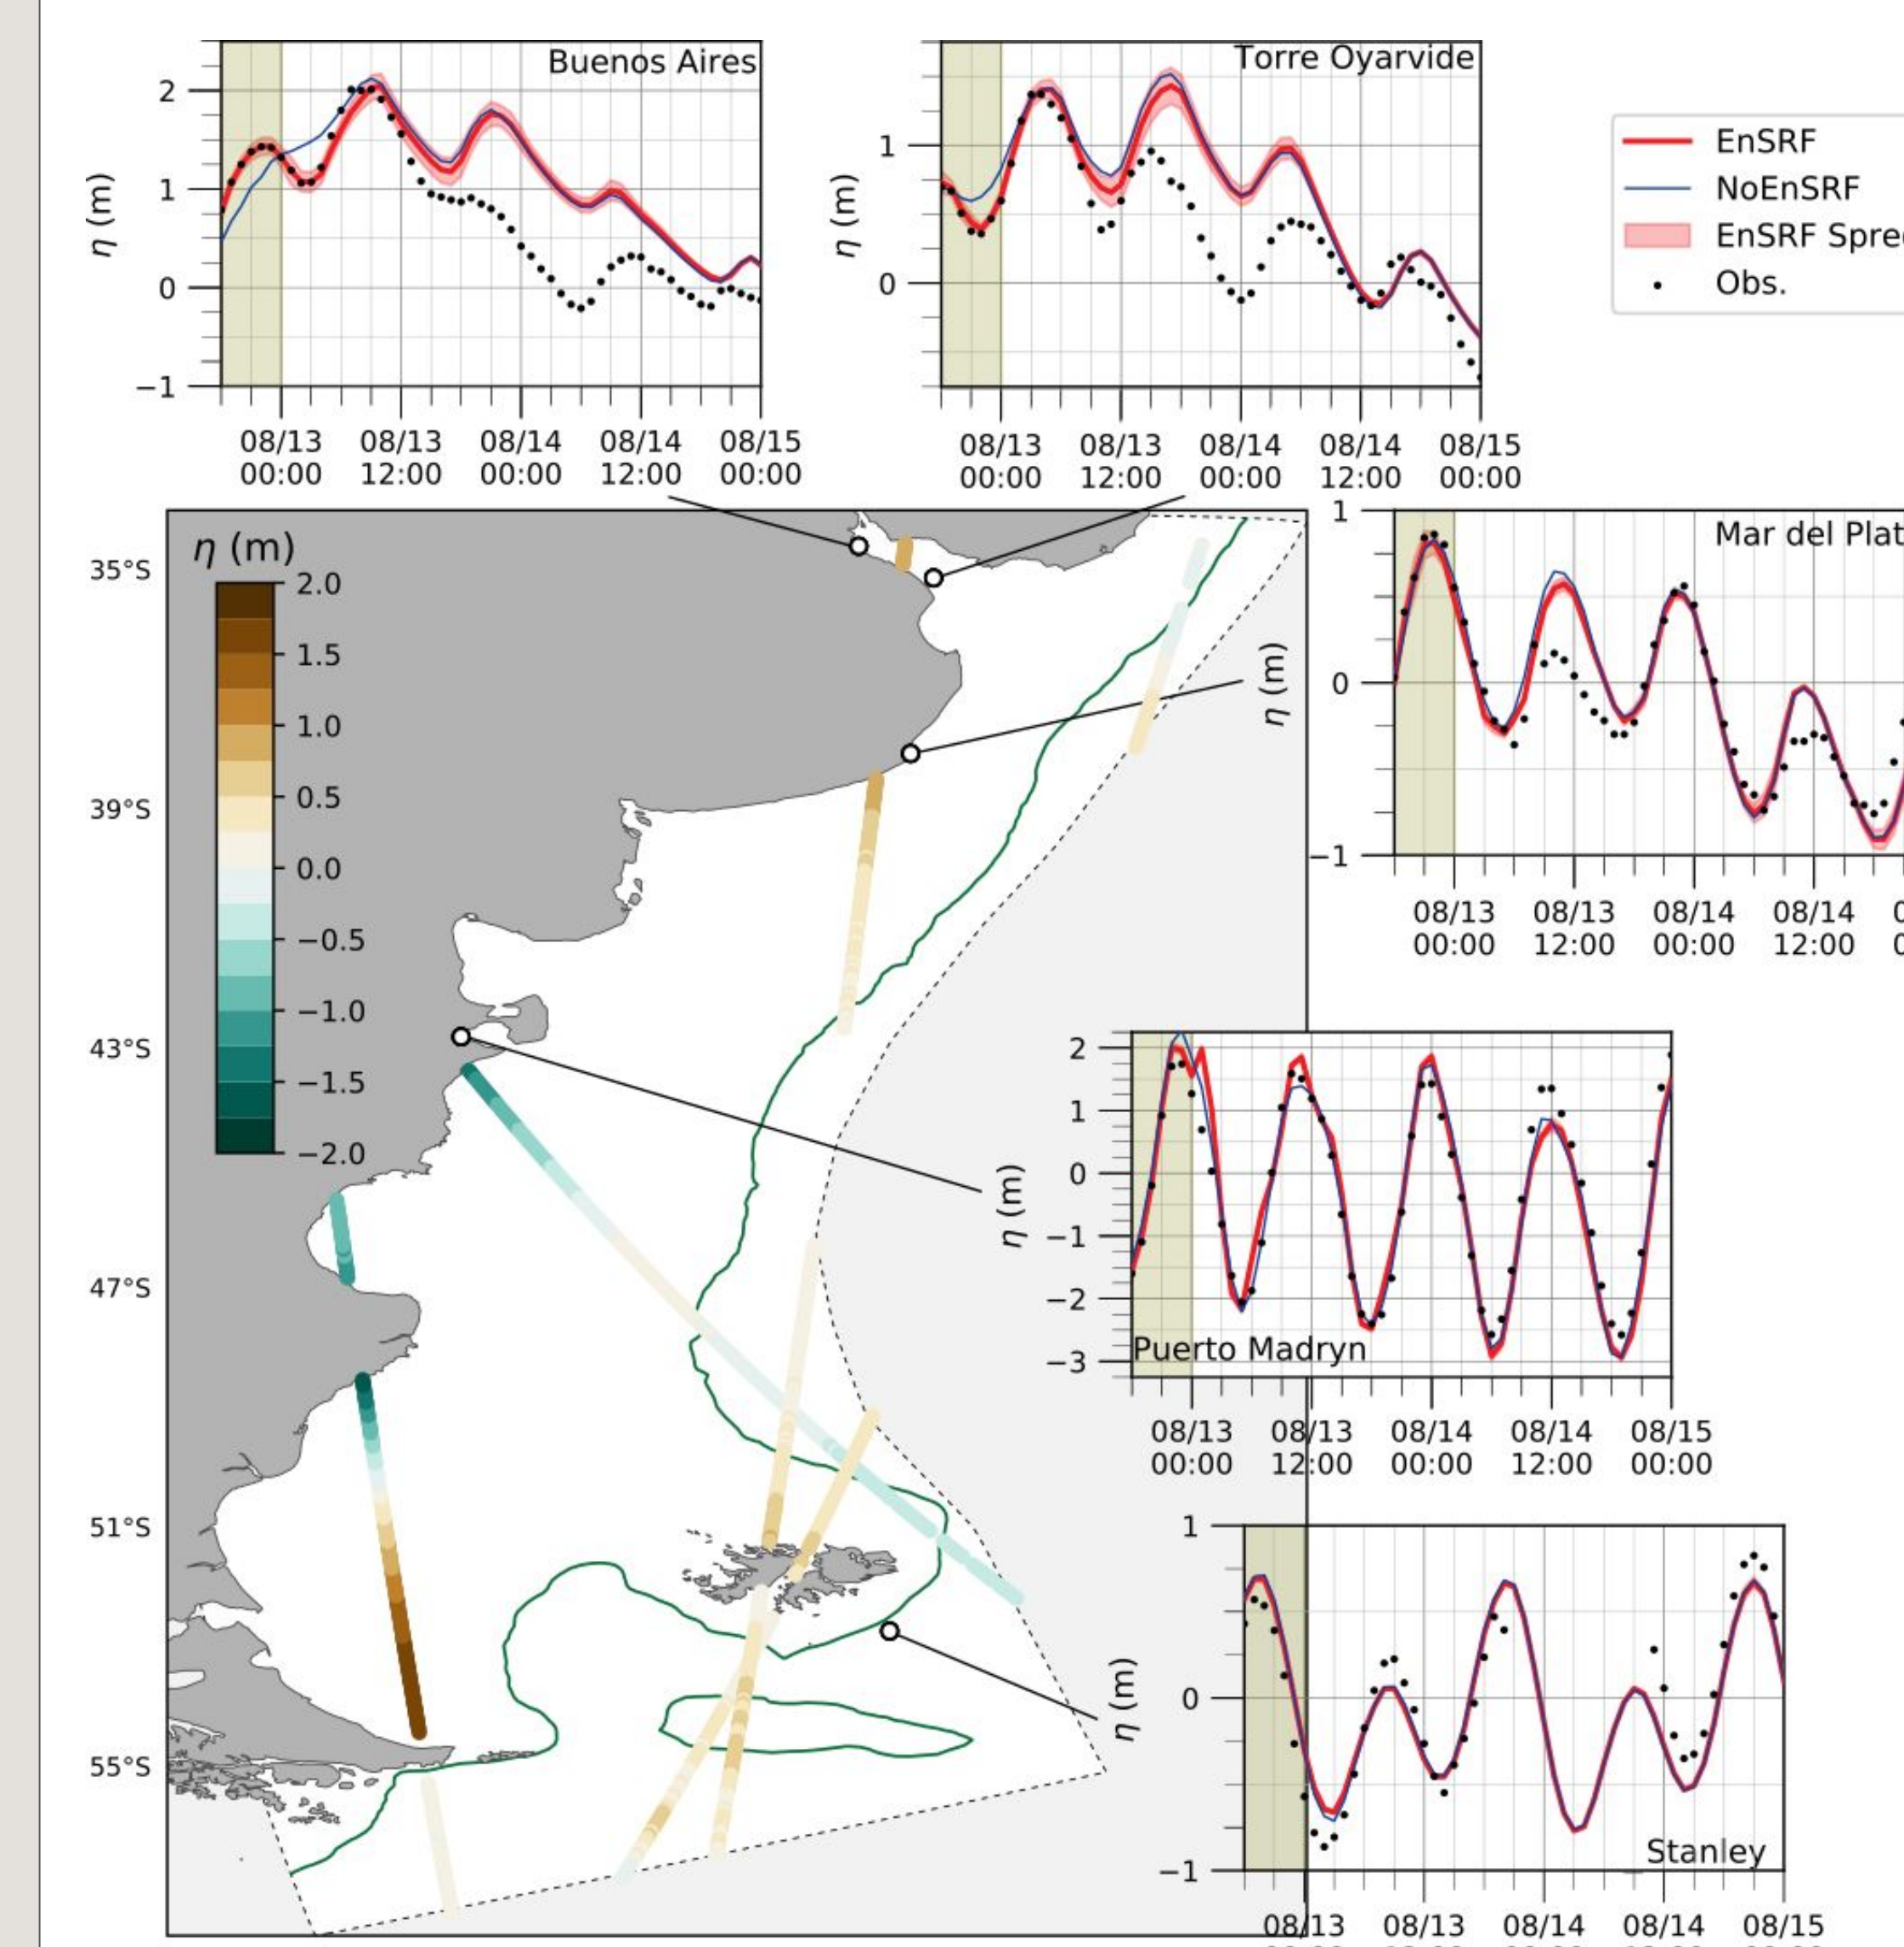 Buenos Aires
2
1
0
−1
η (m)
08/13 08/13 08/14 08/14 08/15
00:00 12:00 00:00 12:00 00:00
Torre Oyarvide
1
0
η (m)
08/13 08/13 08/14 08/14 08/15
00:00 12:00 00:00 12:00 00:00
EnSRF
NoEnSRF
EnSRF Spre
Obs.
η (m)
2.0
1.5
1.0
0.5
0.0
−0.5
−1.0
−1.5
−2.0
35°S
39°S
43°S
47°S
51°S
55°S
Mar del Plat
1
0
−1
η (m)
08/13 08/13 08/14 08/14
00:00 12:00 00:00 12:00
2
1
0
−1
−2
−3
η (m)
Puerto Madryn
08/13 08/13 08/14 08/14 08/15
00:00 12:00 00:00 12:00 00:00
1
0
−1
η (m)
Stanley
08/13 08/13 08/14 08/14 08/15